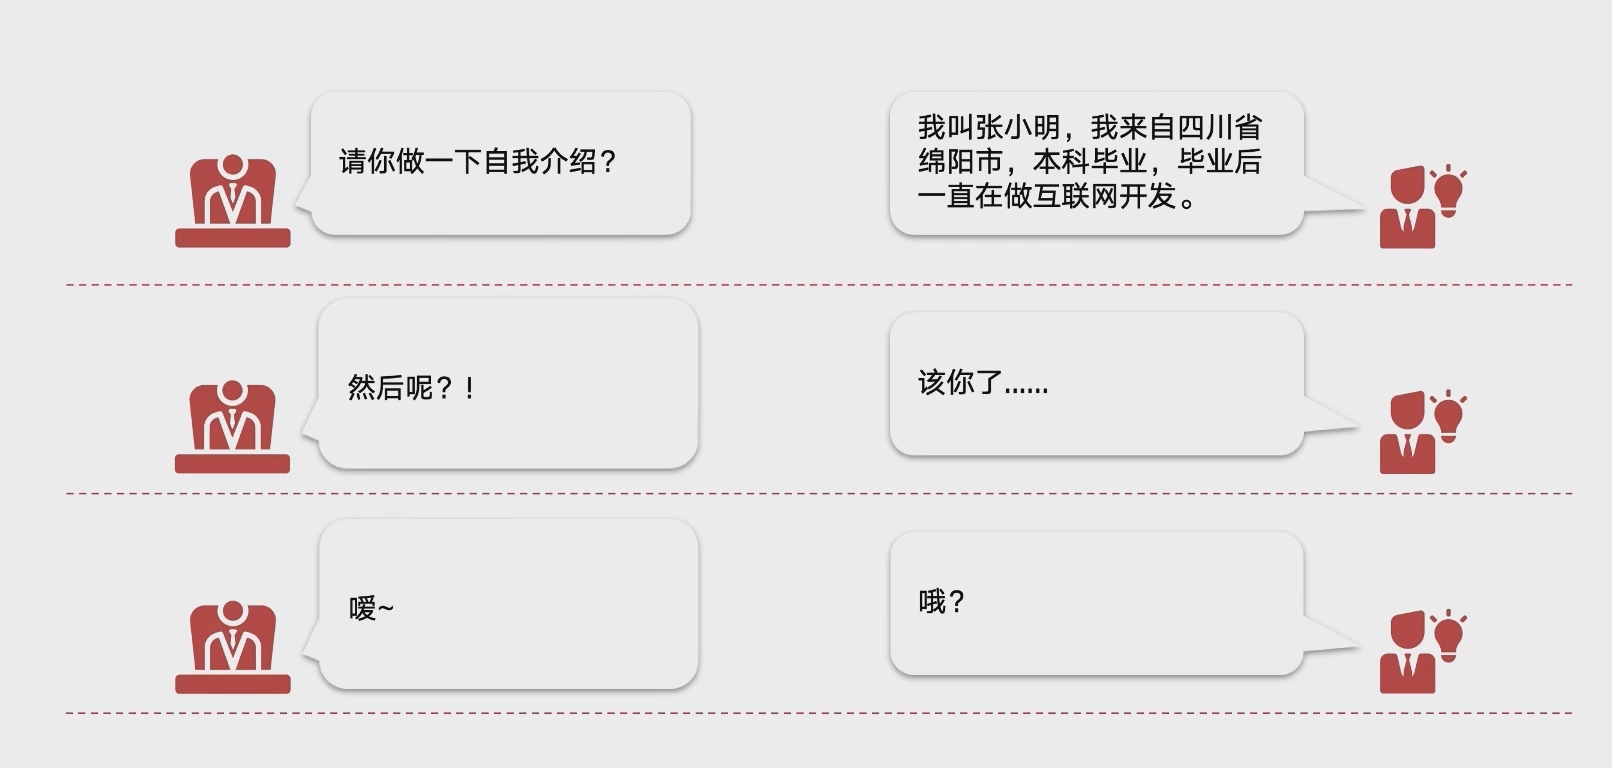 请你做一下自我介绍？
我叫张小明，我来自四川省
绵阳市，本科毕业，毕业后
一直在做互联网开发。
然后呢？！
该你了......
嗳~
哦？